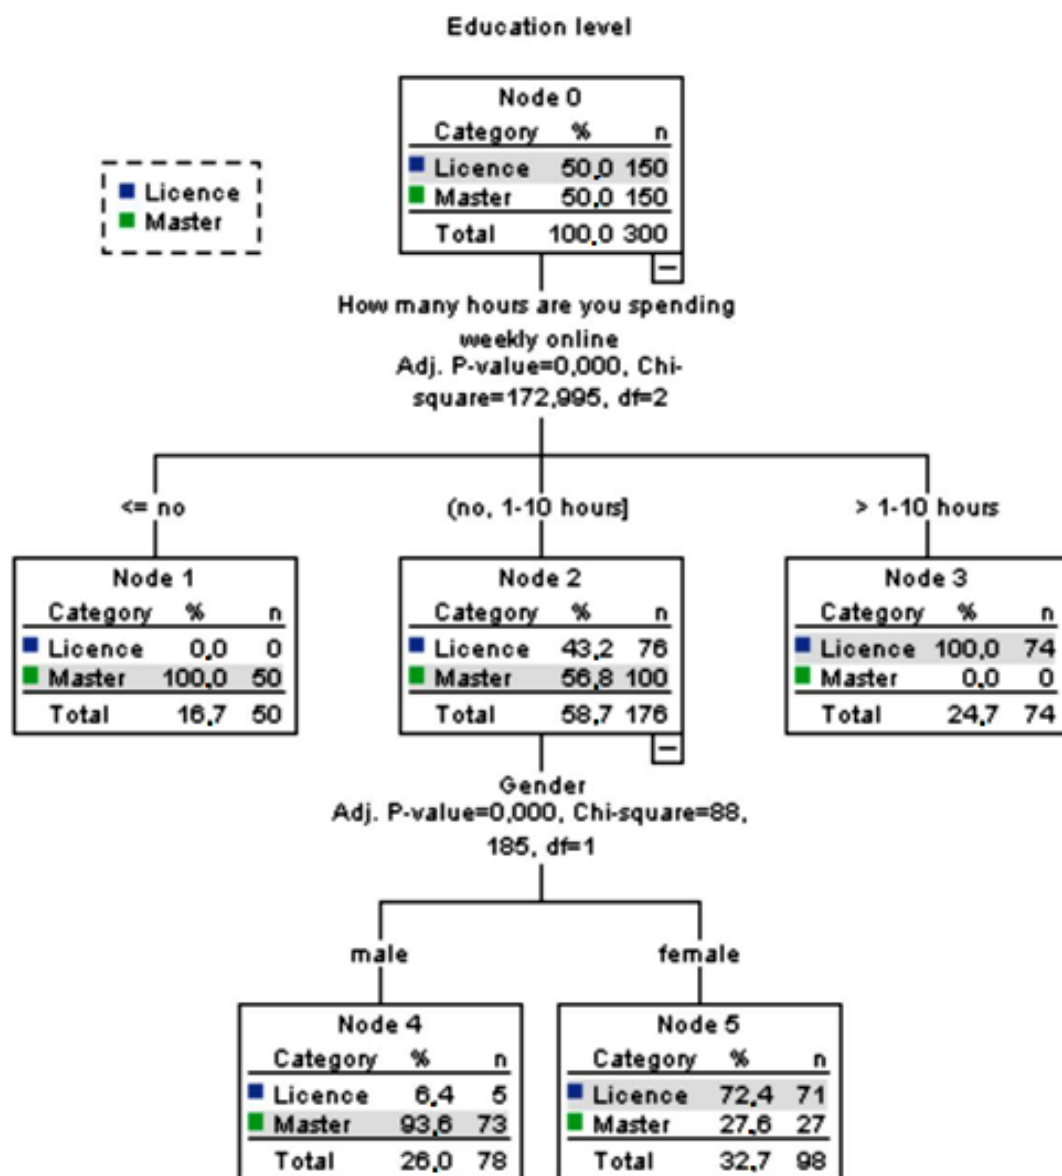 Education level
Node 0
Category % n
Licence 50,0 150
Master 50,0 150
Total 100,0 300
Licence
Master
How many hours are you spending
weekly online
Adj. P-value=0,000, Chi-
square=172,995, df=2
<= no
(no, 1-10 hours]
> 1-10 hours
Node 1
Category % n
Licence 0,0 0
Master 100,0 50
Total 16,7 50
Node 2
Category % n
Licence 43,2 76
Master 56,8 100
Total 58,7 176
Node 3
Category % n
Licence 100,0 74
Master 0,0 0
Total 24,7 74
Gender
Adj. P-value=0,000, Chi-square=88,
185, df=1
male
female
Node 4
Category % n
Licence 6,4 5
Master 93,6 73
Total 26,0 78
Node 5
Category % n
Licence 72,4 71
Master 27,6 27
Total 32,7 98